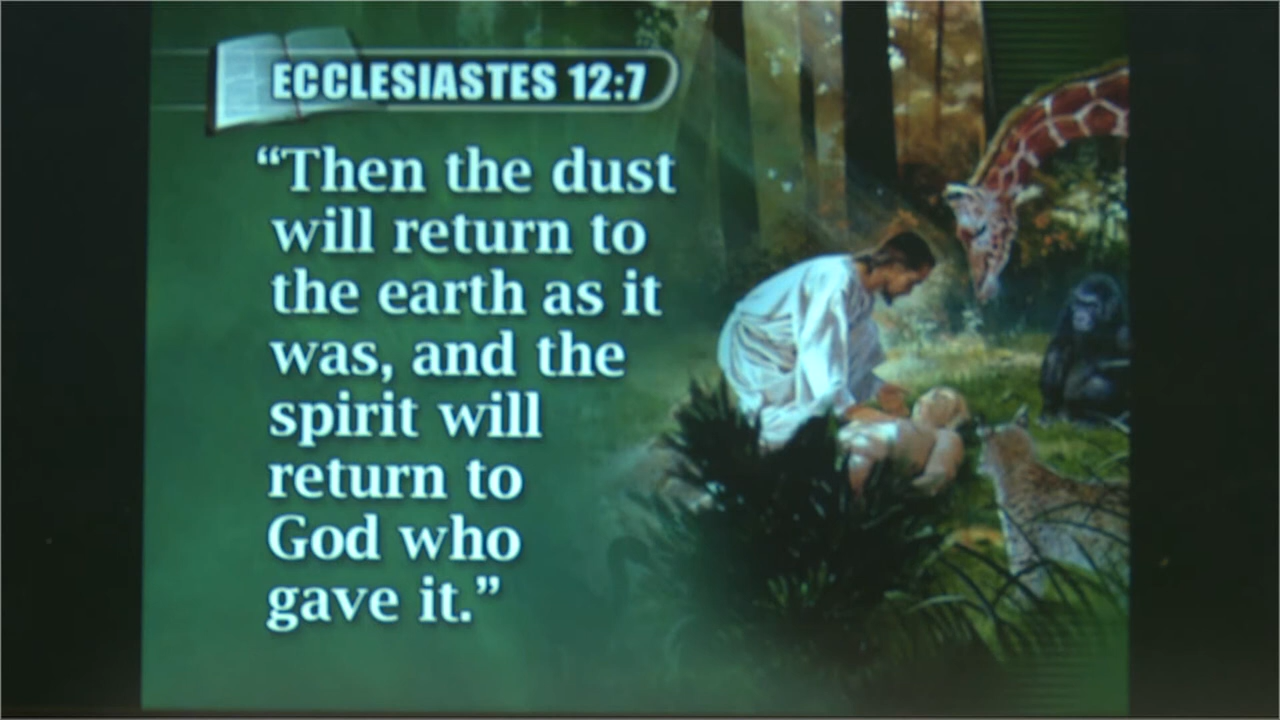 ECCLESIASTES 12:7
“Then the dust
will return to
the earth as it
was, and the
spirit will
return to
God who
gave it.”